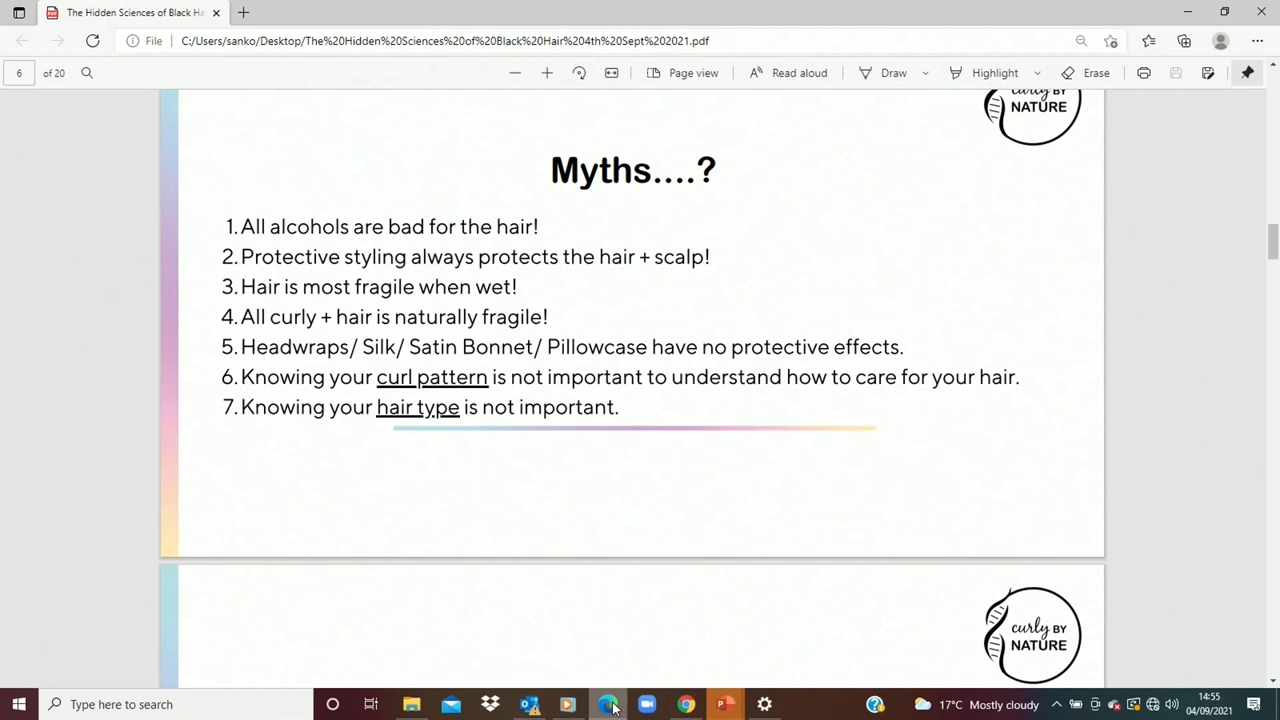 The Hidden Sciences of Black Ha
File
C:/Users/sanko/Desktop/The%20Hidden%20Sciences%20of%20Black%20Hair%204th%20Sept%202021.pdf
6 of 20
Page view
Read aloud
Draw
Highlight
Erase
curly BY
NATURE
Myths....?
1. All alcohols are bad for the hair!
2. Protective styling always protects the hair + scalp!
3. Hair is most fragile when wet!
4. All curly + hair is naturally fragile!
5. Headwraps/ Silk/ Satin Bonnet/ Pillowcase have no protective effects.
6. Knowing your curl pattern is not important to understand how to care for your hair.
7. Knowing your hair type is not important.
curly BY
NATURE
Type here to search
17°C Mostly cloudy
14:55
04/09/2021